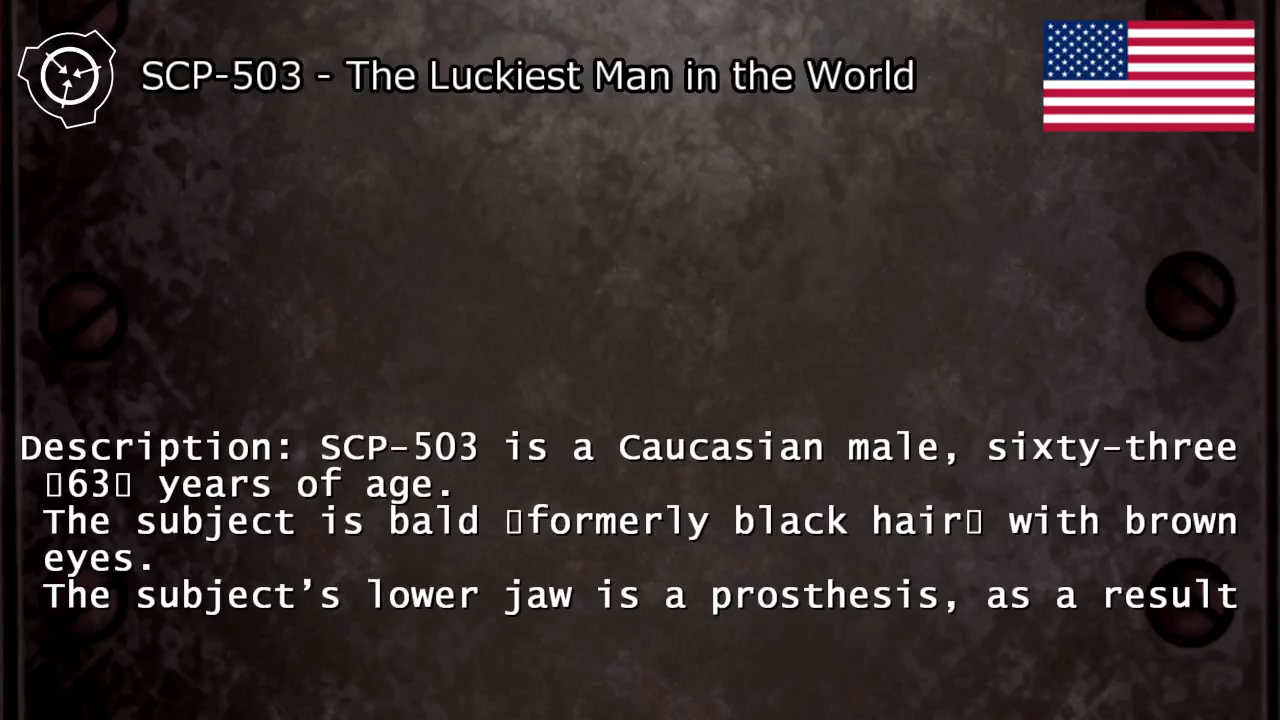 SCP-503 - The Luckiest Man in the World
Description: SCP-503 is a Caucasian male, sixty-three
▯63▯ years of age.
The subject is bald ▯formerly black hair▯ with brown
eyes.
The subject’s lower jaw is a prosthesis, as a result